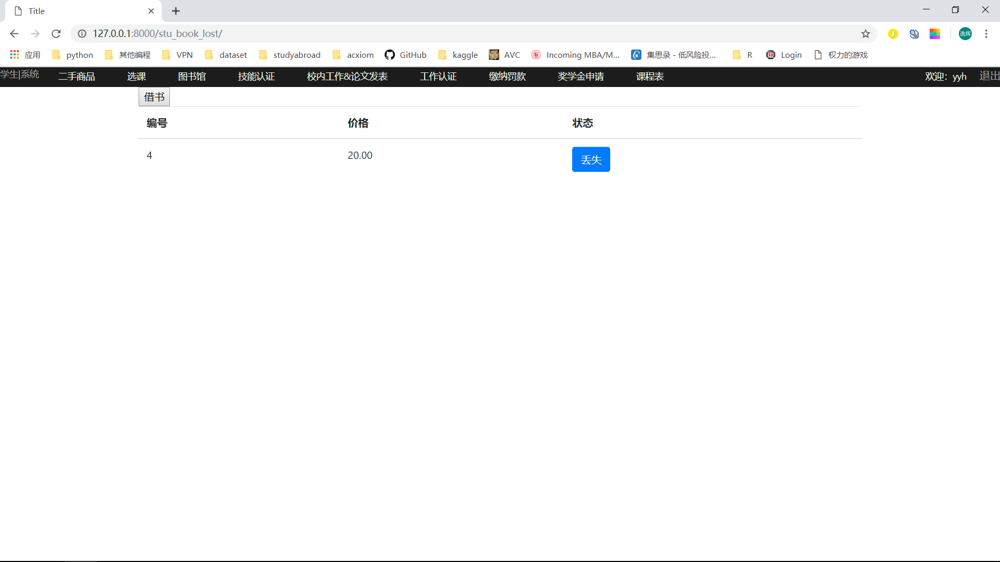 Title
127.0.0.1:8000/stu_book_lost/
逸辉
应用 python 其他编程 VPN dataset studyabroad acxiom GitHub kaggle AVC Incoming MBA/M... 集思录 - 低风险投... R Login 权力的游戏
学生|系统 二手商品 选课 图书馆 技能认证 校内工作&论文发表 工作认证 缴纳罚款 奖学金申请 课程表 欢迎：yyh 退出
借书
编号 价格 状态
4 20.00 丢失